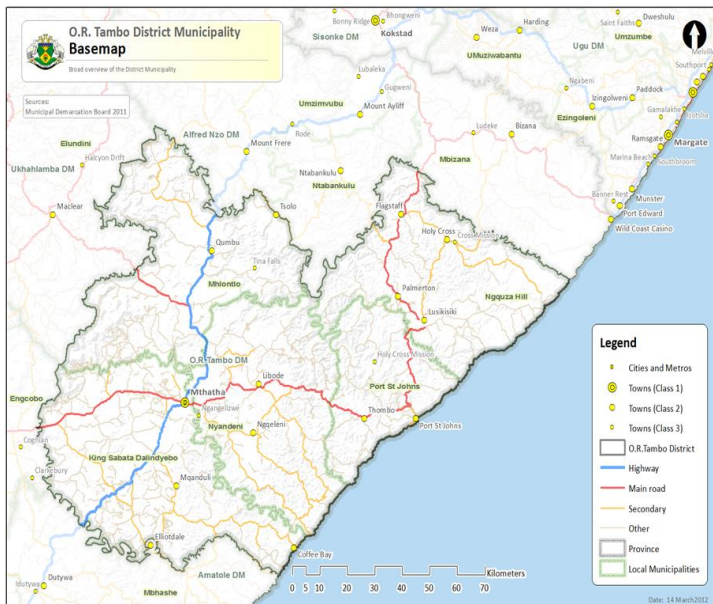 O.R. Tambo District Municipality
Basemap
Broad overview of the District Municipality
Sources:
Municipal Demarcation Board 2011
Bonny Ridge
Bhongweni
Kokstad
Sisonke DM
Weza
Harding
Saint Faiths
Dweshulu
Umzumbe
UMuziwabantu
Ugu DM
Melville
Southport
Lubaleka
Gugweni
Ngabeni
Paddock
Izingolweni
Umzimvubu
Mount Ayliff
Ezingoleni
Gamalakhe
Rode
Ludeke
Bizana
Ramsgate
Margate
Elundini
Alfred Nzo DM
Mount Frere
Marina Beach
Southbroom
Ukhahlamba DM
Halcyon Drift
Ntabankulu
Ntabankulu
Mbizana
Banner Rest
Munster
Port Edward
Wild Coast Casino
Maclear
Tsolo
Flagstaff
Qumbu
Holy Cross
Cross Mission
Tina Falls
Mhlontlo
Palmerton
Ngquza Hill
Lusikisiki
O.R.Tambo DM
Holy Cross Mission
Libode
Port St Johns
Mthatha
Engcobo
Ngangelizwe
Nyandeni
Thombo
Port St Johns
Ngqeleni
Coghlan
King Sabata Dalindyebo
Clarkebury
Mqanduli
Elliotdale
Coffee Bay
Idutywa
Dutywa
Amatole DM
Mbhashe
Kilometers
0 5 10 20 30 40 50 60 70
Legend
Cities and Metros
Towns (Class 1)
Towns (Class 2)
Towns (Class 3)
O.R.Tambo District
Highway
Main road
Secondary
Other
Province
Local Municipalities
Date: 14 March2012